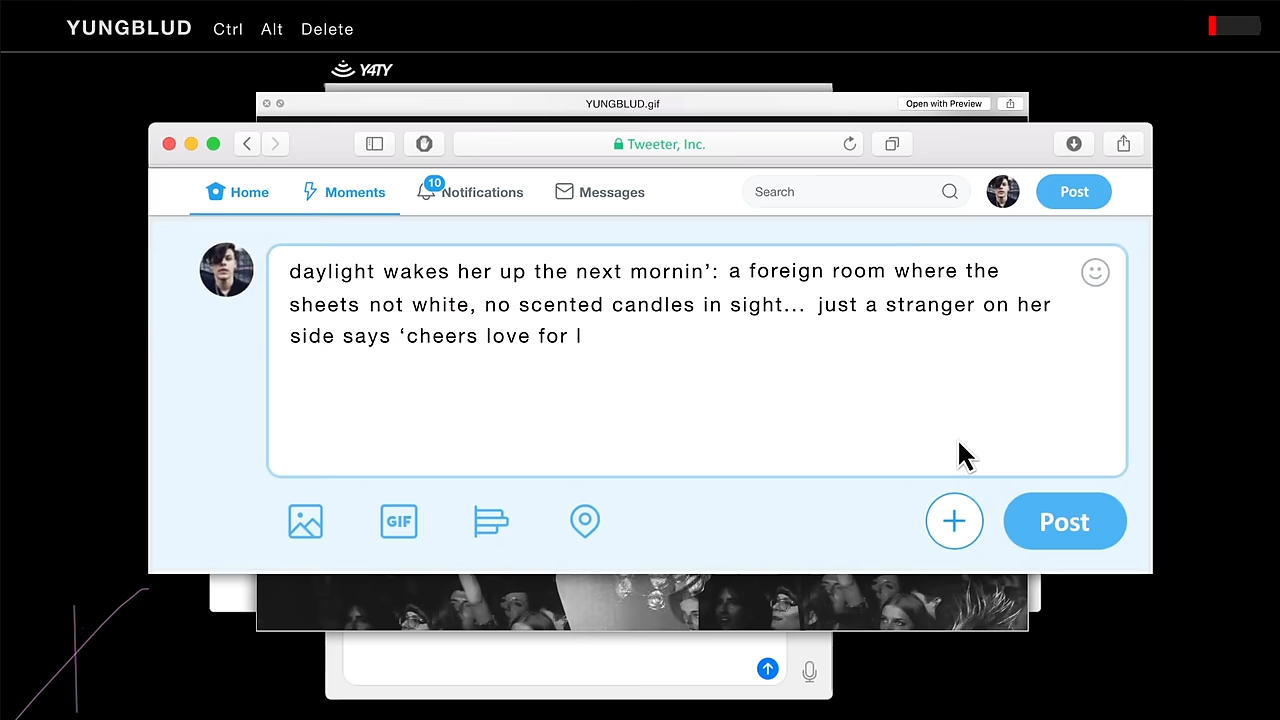 YUNGBLUD Ctrl Alt Delete
Y4TY
YUNGBLUD.gif Open with Preview
Tweeter, Inc.
Home Moments 10 Notifications Messages Search Post
daylight wakes her up the next mornin’: a foreign room where the
sheets not white, no scented candles in sight... just a stranger on her
side says ‘cheers love for l
GIF Post